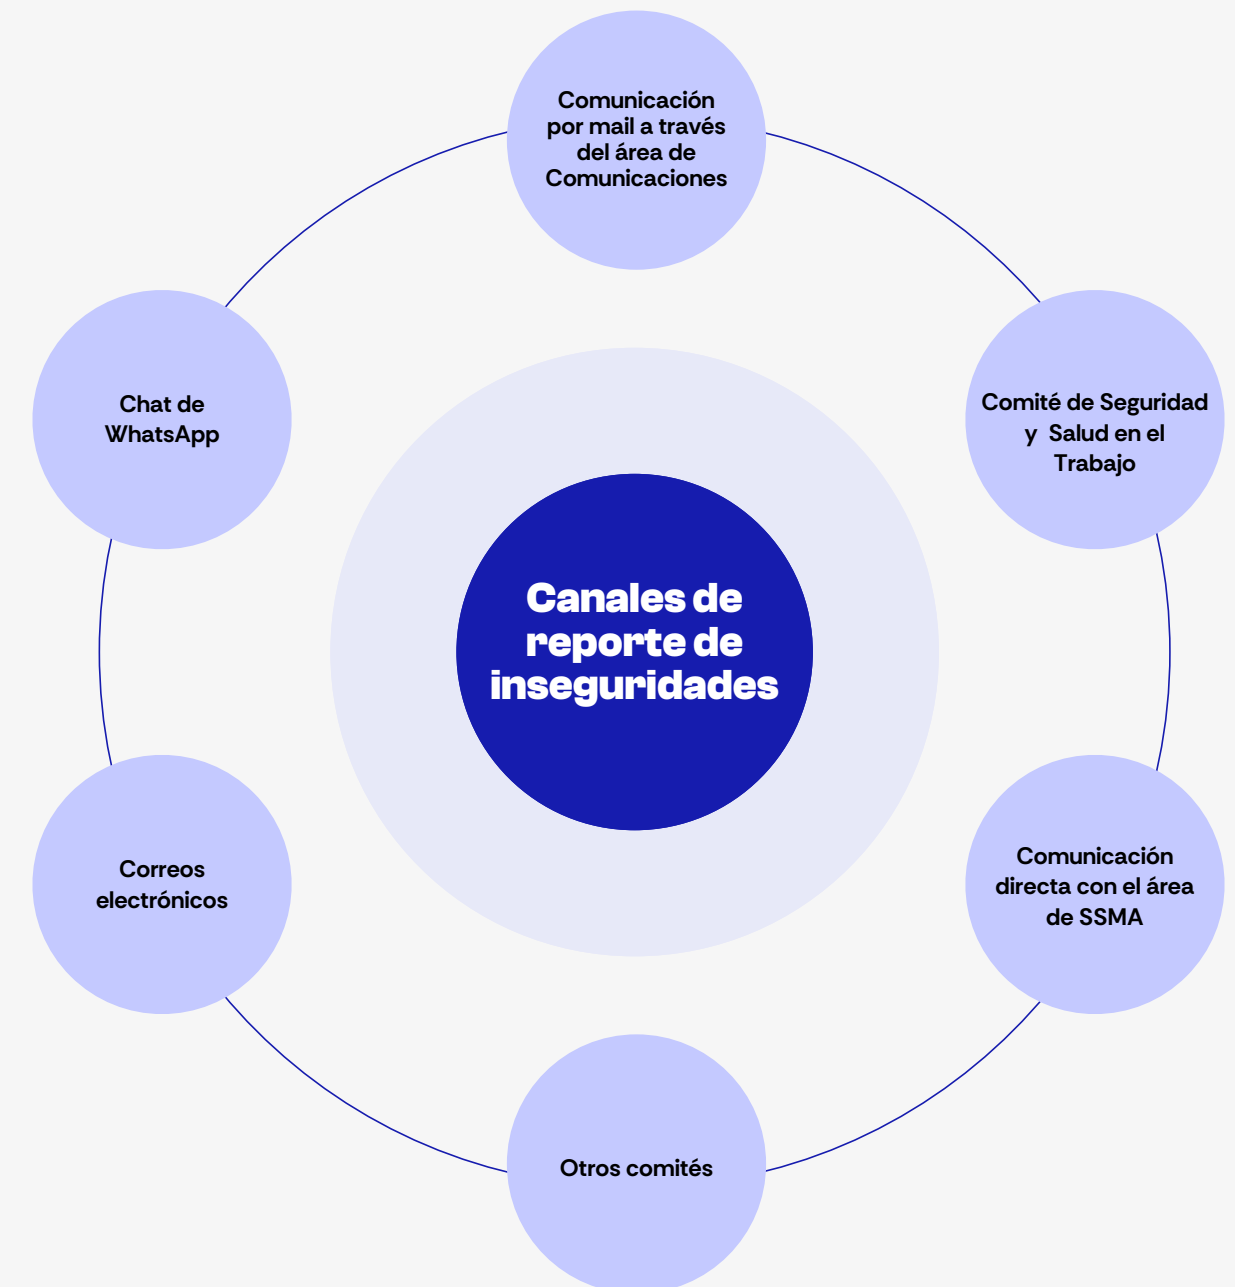 Comunicación
por mail a través
del área de
Comunicaciones
Chat de
WhatsApp
Comité de Seguridad
y  Salud en el
Trabajo
Canales de
reporte de
inseguridades
Correos
electrónicos
Comunicación
directa con el área
de SSMA
Otros comités